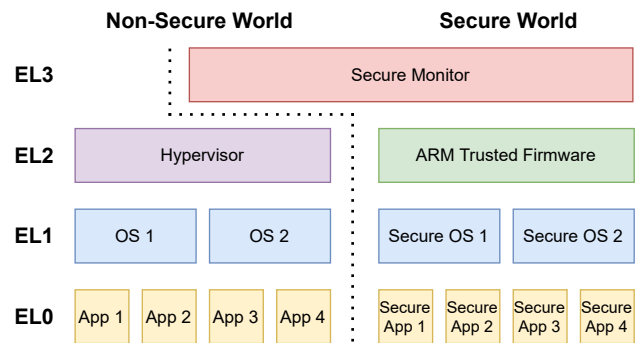 Non-Secure World
Secure World
EL3
Secure Monitor
EL2
Hypervisor
ARM Trusted Firmware
EL1
OS 1
OS 2
Secure OS 1
Secure OS 2
EL0
App 1
App 2
App 3
App 4
Secure
App 1
Secure
App 2
Secure
App 3
Secure
App 4